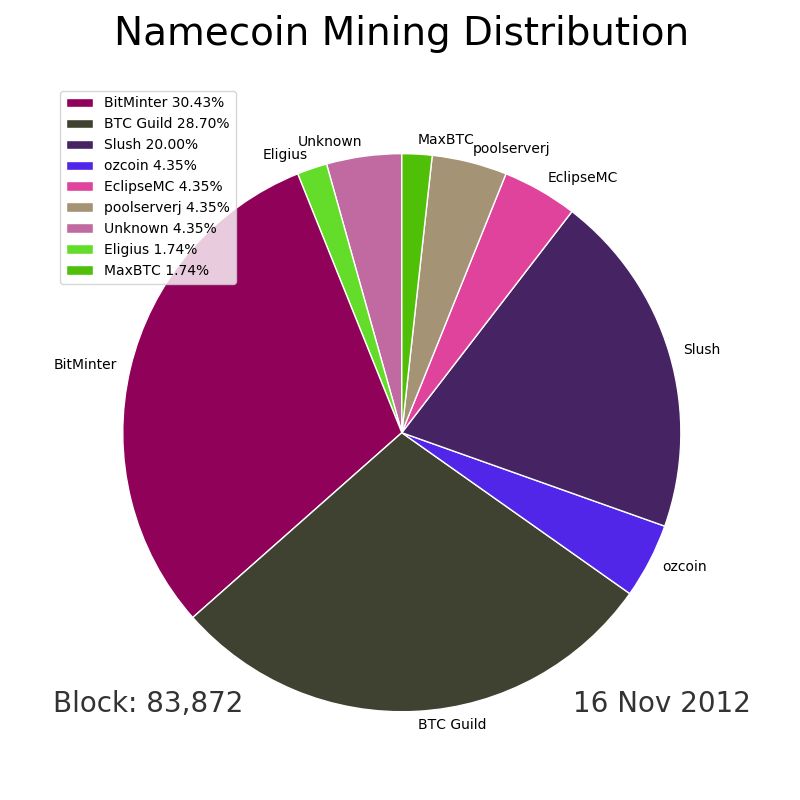 Namecoin Mining Distribution
BitMinter 30.43%
BTC Guild 28.70%
Slush 20.00%
ozcoin 4.35%
EclipseMC 4.35%
poolserverj 4.35%
Unknown 4.35%
Eligius 1.74%
MaxBTC 1.74%
MaxBTC
poolserverj
EclipseMC
Unknown
Eligius
Slush
BitMinter
ozcoin
BTC Guild
Block: 83,872
16 Nov 2012